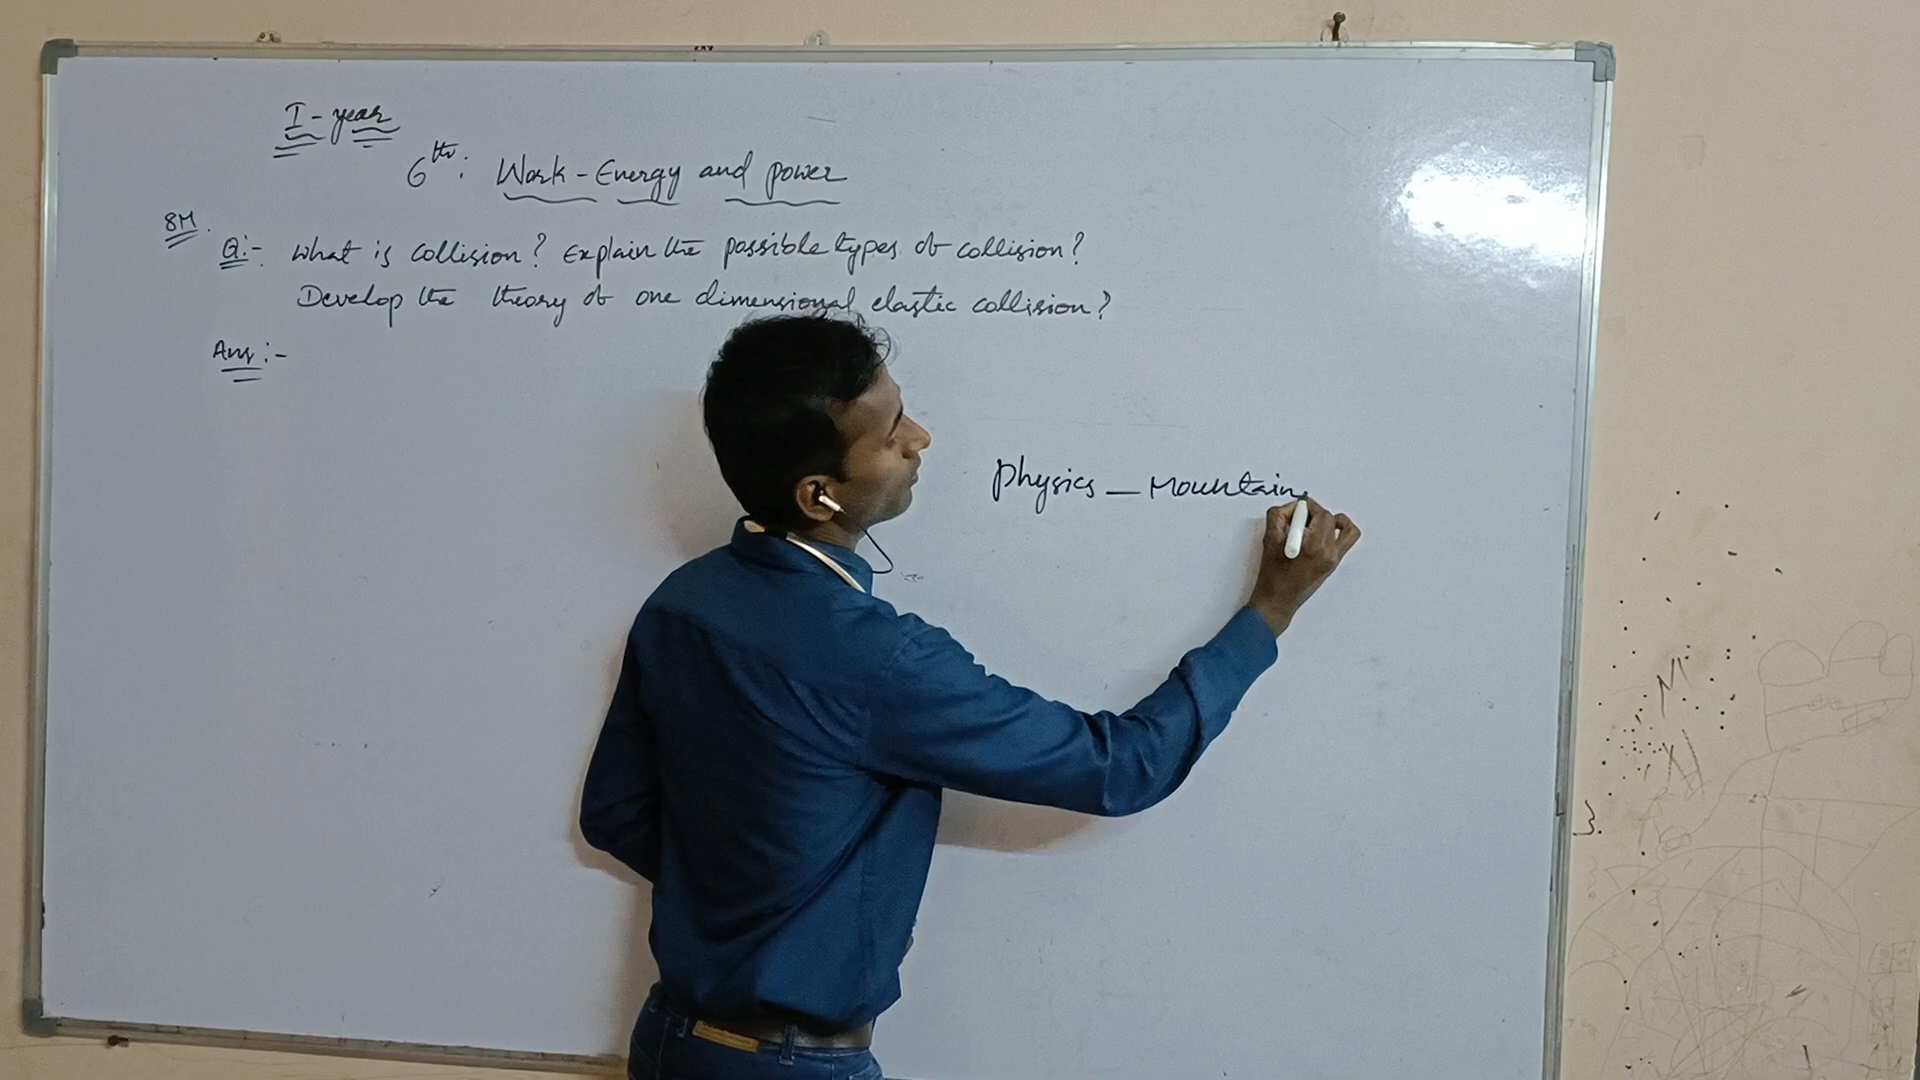 I - year
6th: Work - Energy and power
8M.
Q:- What is collision? Explain the possible types of collision?
Develop the theory of one dimensional elastic collision?
Ans:-
Physics - Mountain